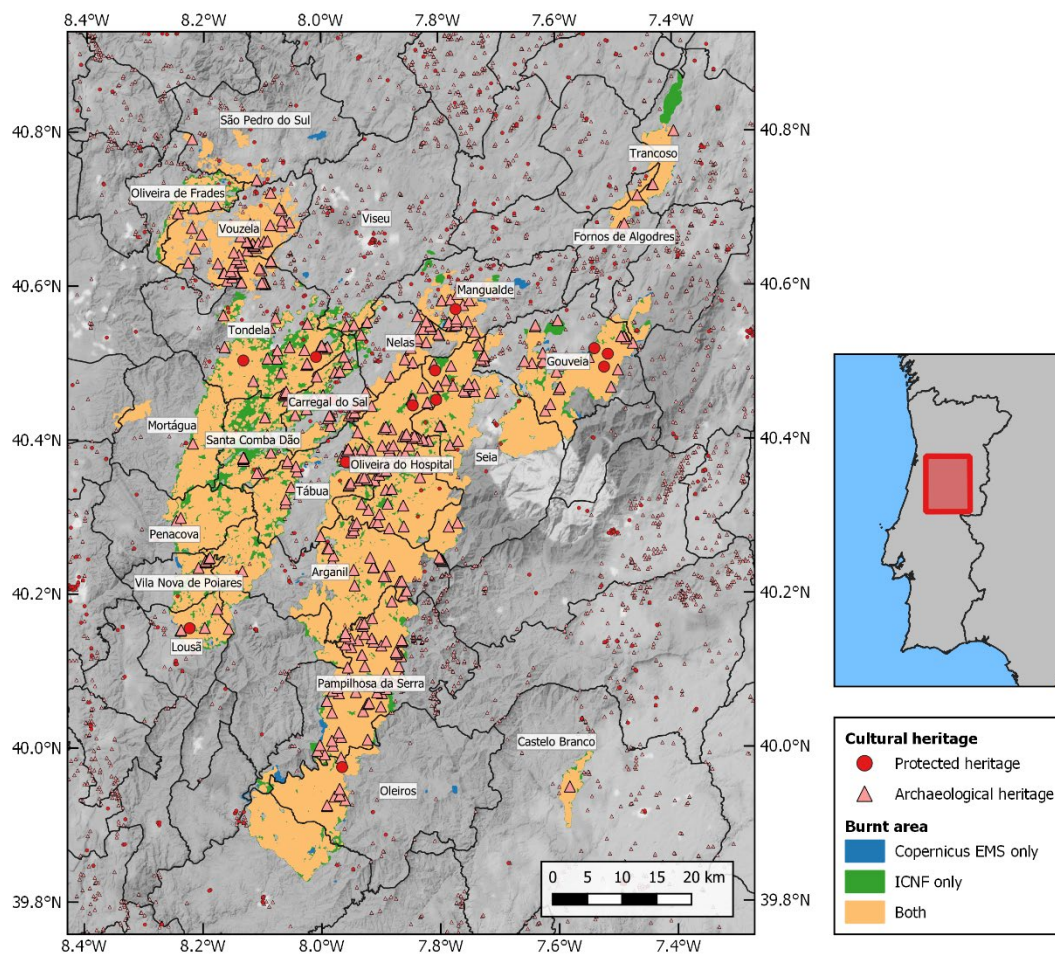 8.4°W 8.2°W 8.0°W 7.8°W 7.6°W 7.4°W
São Pedro do Sul
40.8°N 40.8°N
Trancoso
Oliveira de Frades
Viseu
Vouzela
Fornos de Algodres
40.6°N 40.6°N
Mangualde
Tondela
Nelas
Gouveia
Carregal do Sal
Mortágua
40.4°N 40.4°N
Santa Comba Dão
Seia
Oliveira do Hospital
Tábua
Penacova
Arganil
Vila Nova de Poiares
40.2°N 40.2°N
Lousã
Pampilhosa da Serra
Castelo Branco
40.0°N 40.0°N
Oleiros
0 5 10 15 20 km
39.8°N 39.8°N
8.4°W 8.2°W 8.0°W 7.8°W 7.6°W 7.4°W
Cultural heritage
Protected heritage
Archaeological heritage
Burnt area
Copernicus EMS only
ICNF only
Both